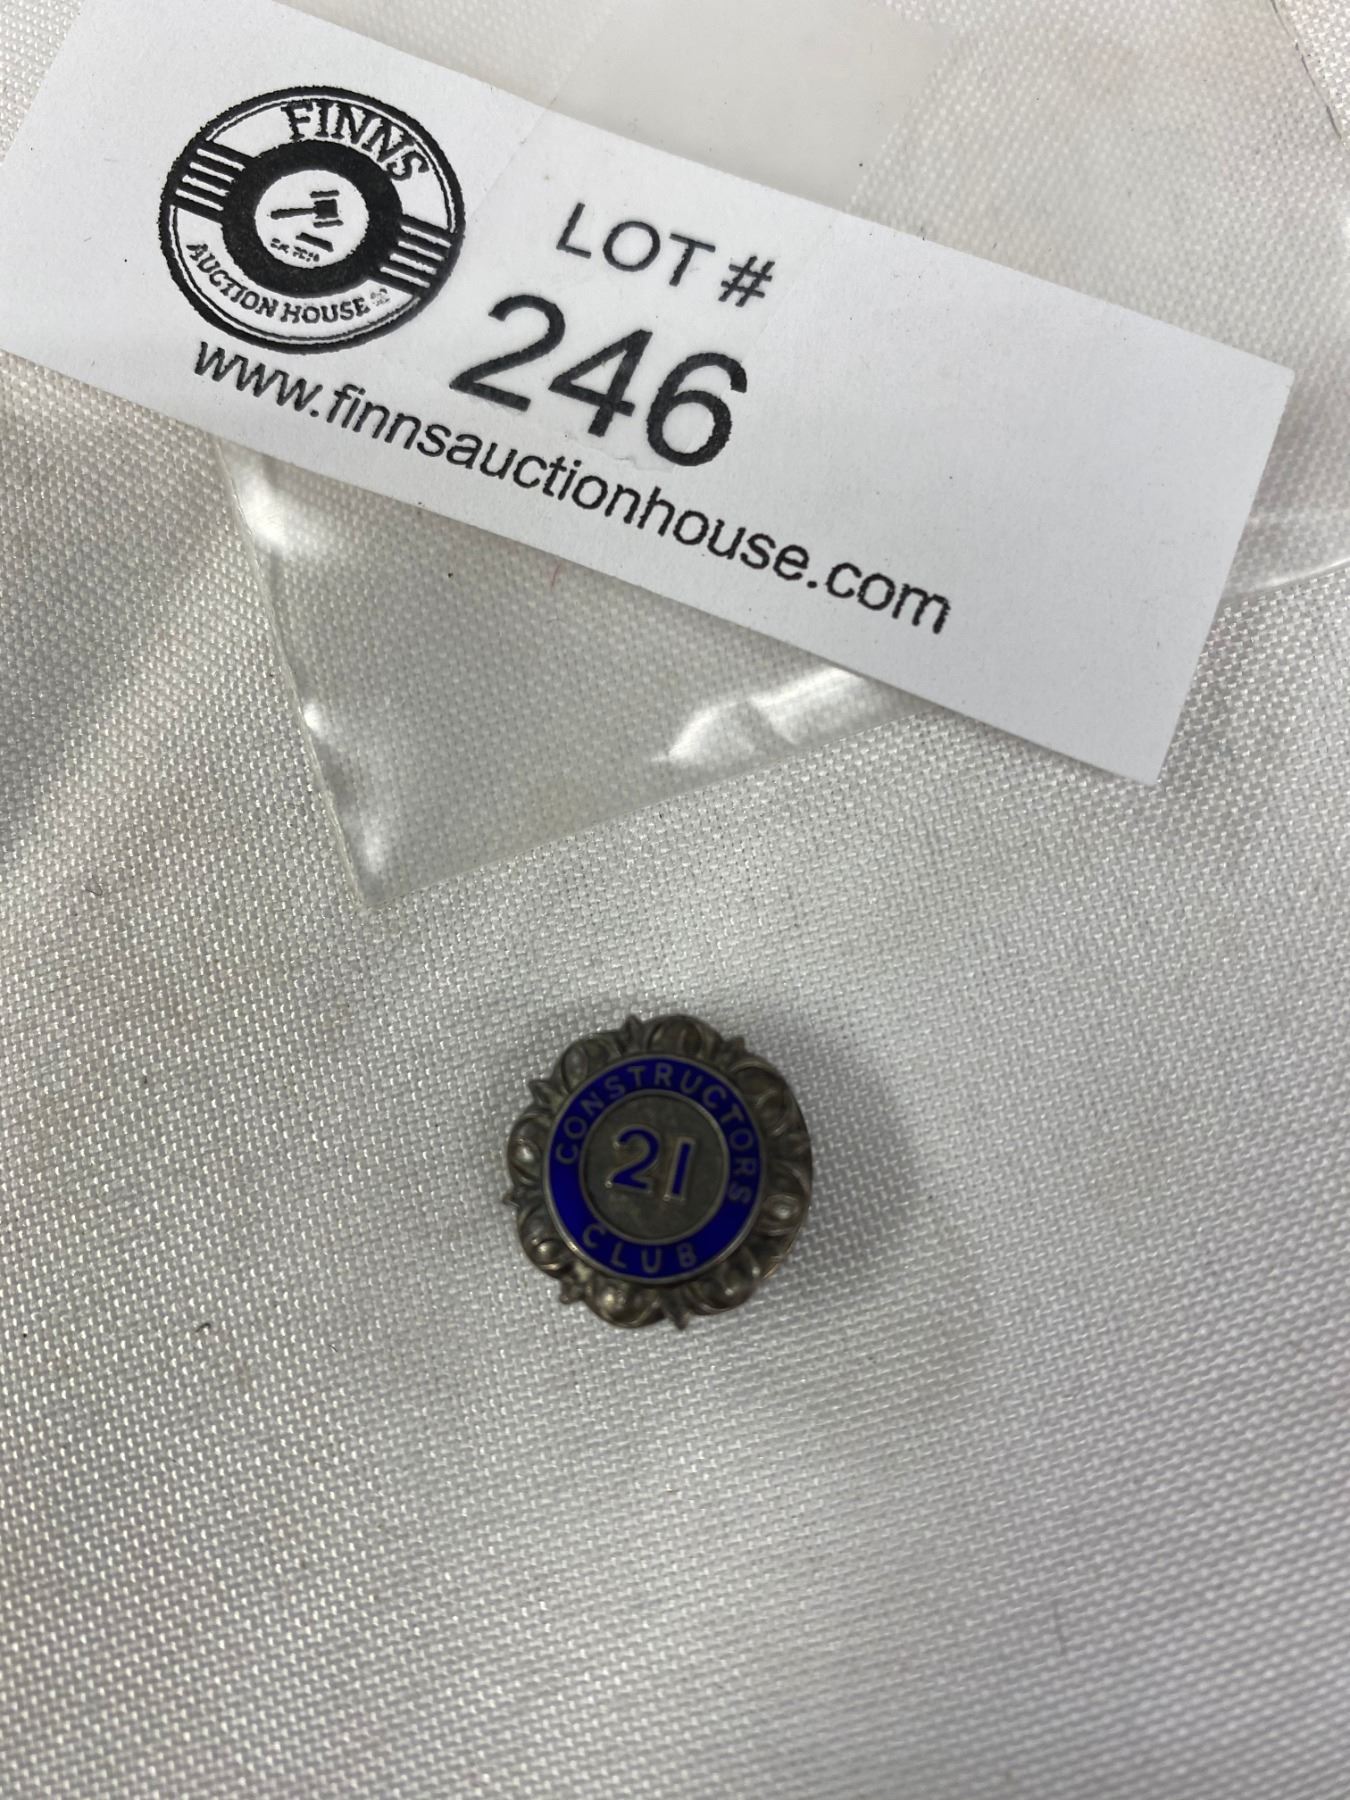 FINNS
AUCTION HOUSE
LOT #
246
www.finnsauctionhouse.com
CONSTRUCTORS
21
CLUB